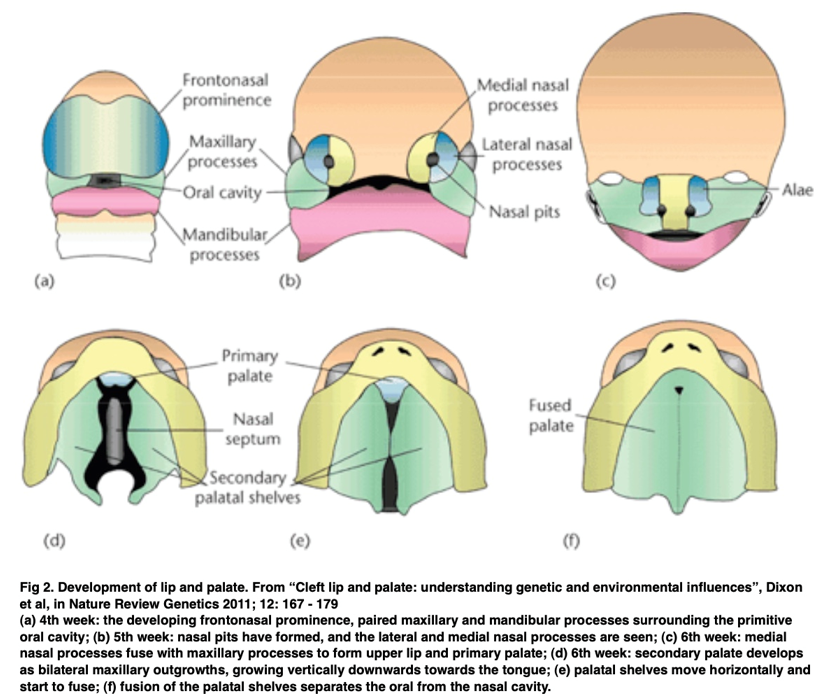 Frontonasal
prominence
Maxillary
processes
Oral cavity
Mandibular
processes
(a)
Medial nasal
processes
Lateral nasal
processes
Nasal pits
(b)
Alae
(c)
Primary
palate
Nasal
septum
Secondary
palatal shelves
(d)
(e)
Fused
palate
(f)
Fig 2. Development of lip and palate. From “Cleft lip and palate: understanding genetic and environmental influences”, Dixon
et al, in Nature Review Genetics 2011; 12: 167 - 179
(a) 4th week: the developing frontonasal prominence, paired maxillary and mandibular processes surrounding the primitive
oral cavity; (b) 5th week: nasal pits have formed, and the lateral and medial nasal processes are seen; (c) 6th week: medial
nasal processes fuse with maxillary processes to form upper lip and primary palate; (d) 6th week: secondary palate develops
as bilateral maxillary outgrowths, growing vertically downwards towards the tongue; (e) palatal shelves move horizontally and
start to fuse; (f) fusion of the palatal shelves separates the oral from the nasal cavity.